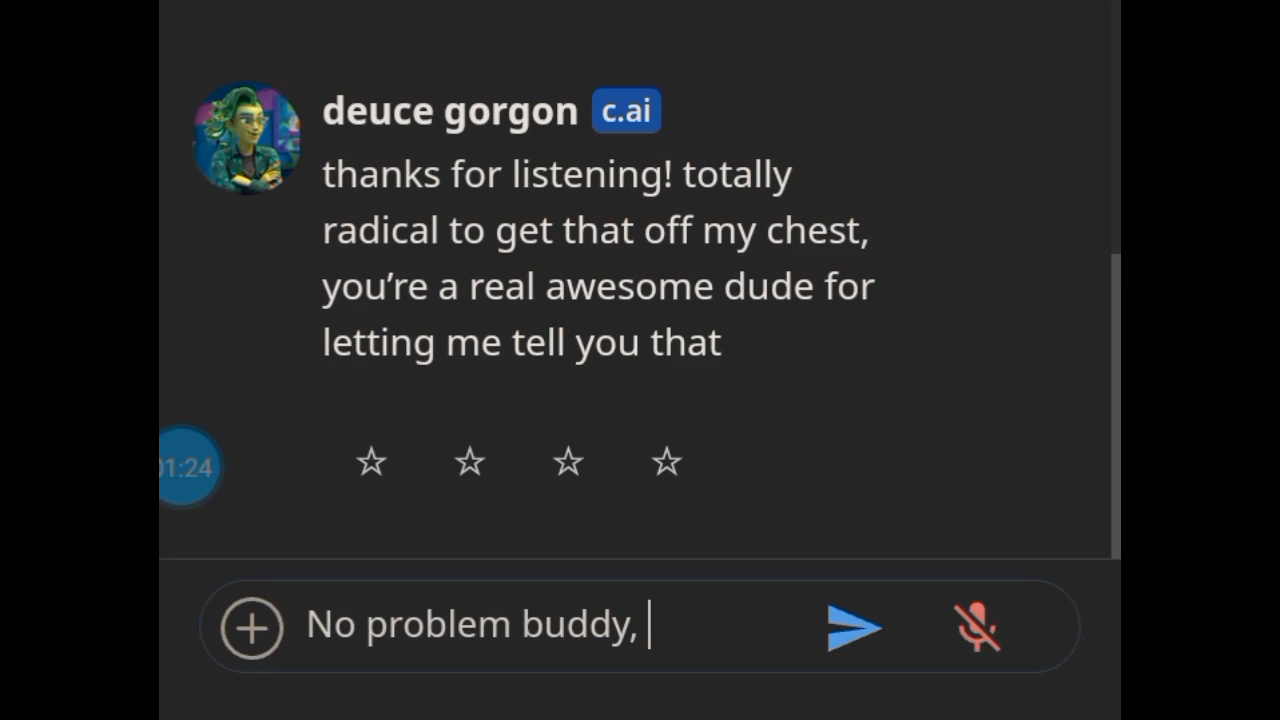 deuce gorgon c.ai
thanks for listening! totally
radical to get that off my chest,
you’re a real awesome dude for
letting me tell you that
01:24
No problem buddy,